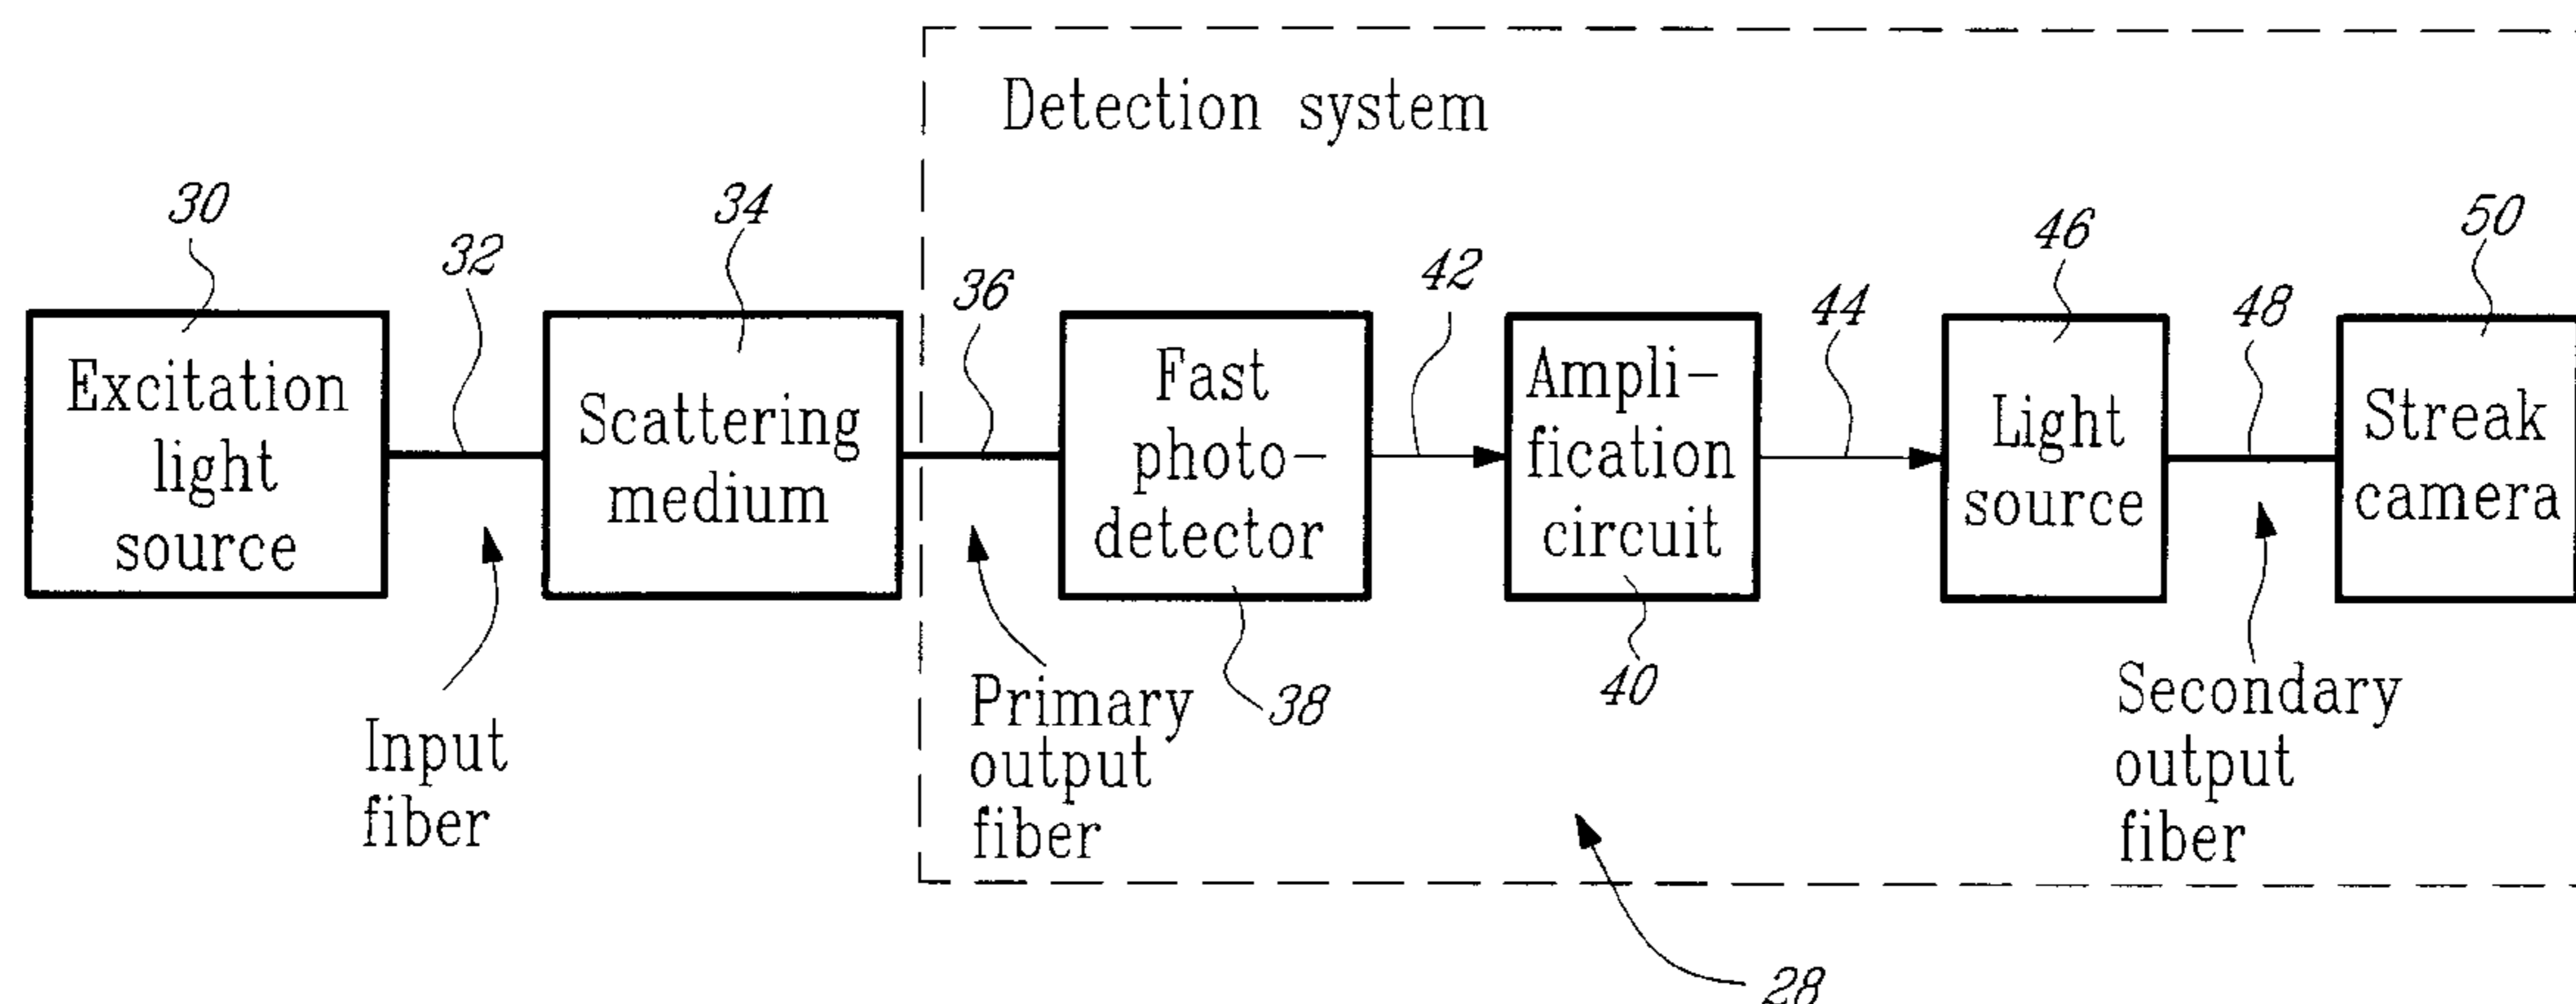 Detection system
30
32
34
36
42
44
46
48
50
Excitation
light
source
Scattering
medium
Fast
photo-
detector
Ampli-
fication
circuit
Light
source
Streak
camera
38
40
Input
fiber
Primary
output
fiber
Secondary
output
fiber
28